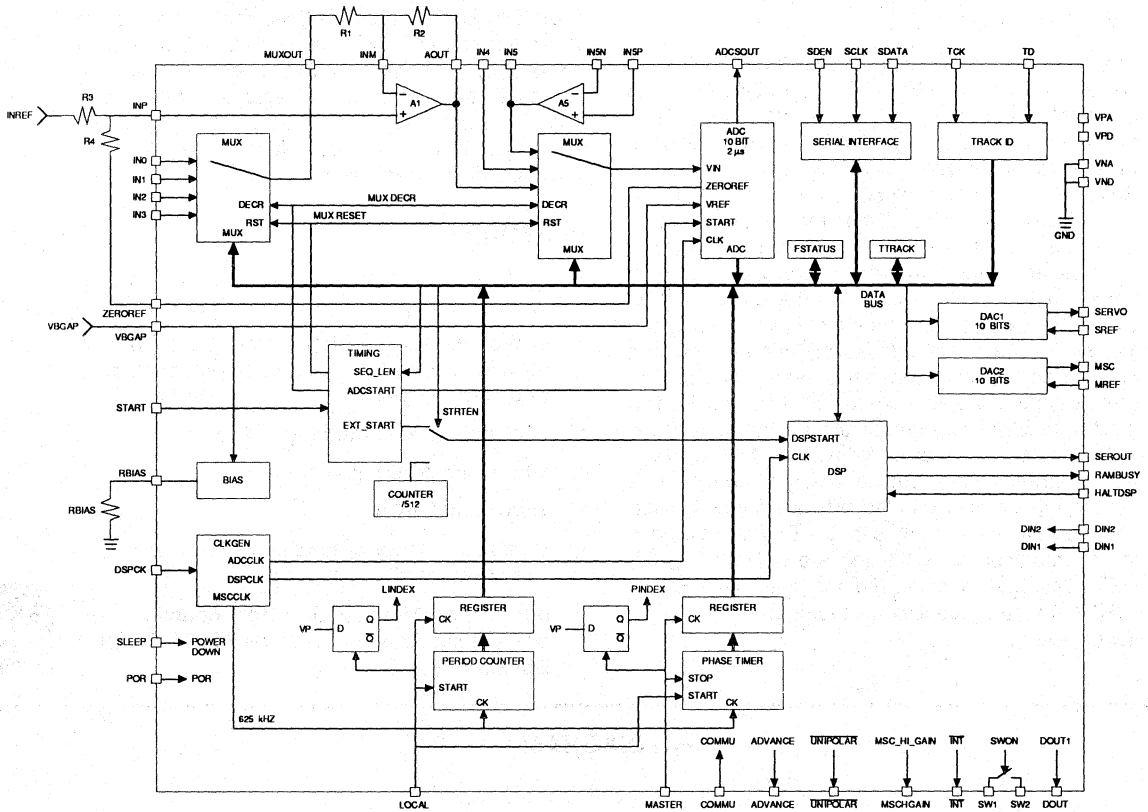 R1
R2
MUXOUT
INM
AOUT
IN4
IN5
IN5N
IN5P
ADCSOUT
SDEN
SCLK
SDATA
TCK
TD
INREF
R3
INP
R4
A1
A5
VPA
VPD
VNA
VND
GND
IN0
IN1
IN2
IN3
MUX
DECR
RST
MUX
MUX DECR
MUX RESET
MUX
DECR
RST
MUX
ADC
10 BIT
2 µs
VIN
ZEROREF
VREF
START
CLK
ADC
SERIAL INTERFACE
TRACK ID
FSTATUS
TTRACK
DATA
BUS
ZEROREF
VBGAP
VBGAP
TIMING
SEQ_LEN
ADCSTART
EXT_START
STRTEN
START
DAC1
10 BITS
SERVO
SREF
DAC2
10 BITS
MSC
MREF
DSPSTART
CLK
DSP
SEROUT
RAMBUSY
HALTDSP
RBIAS
BIAS
RBIAS
COUNTER
/512
DIN2
DIN2
DIN1
DIN1
DSPCK
CLKGEN
ADCCLK
DSPCLK
MSCCLK
LINDEX
VP
D
Q
Q̅
REGISTER
CK
PERIOD COUNTER
START
CK
PINDEX
VP
D
Q
Q̅
REGISTER
CK
PHASE TIMER
STOP
START
CK
SLEEP
POWER
DOWN
POR
POR
625 kHZ
COMMU
ADVANCE
UNIPOLAR
MSC_HI_GAIN
INT
SWON
DOUT1
LOCAL
MASTER
COMMU
ADVANCE
UNIPOLAR
MSCHGAIN
INT
SW1
SW2
DOUT